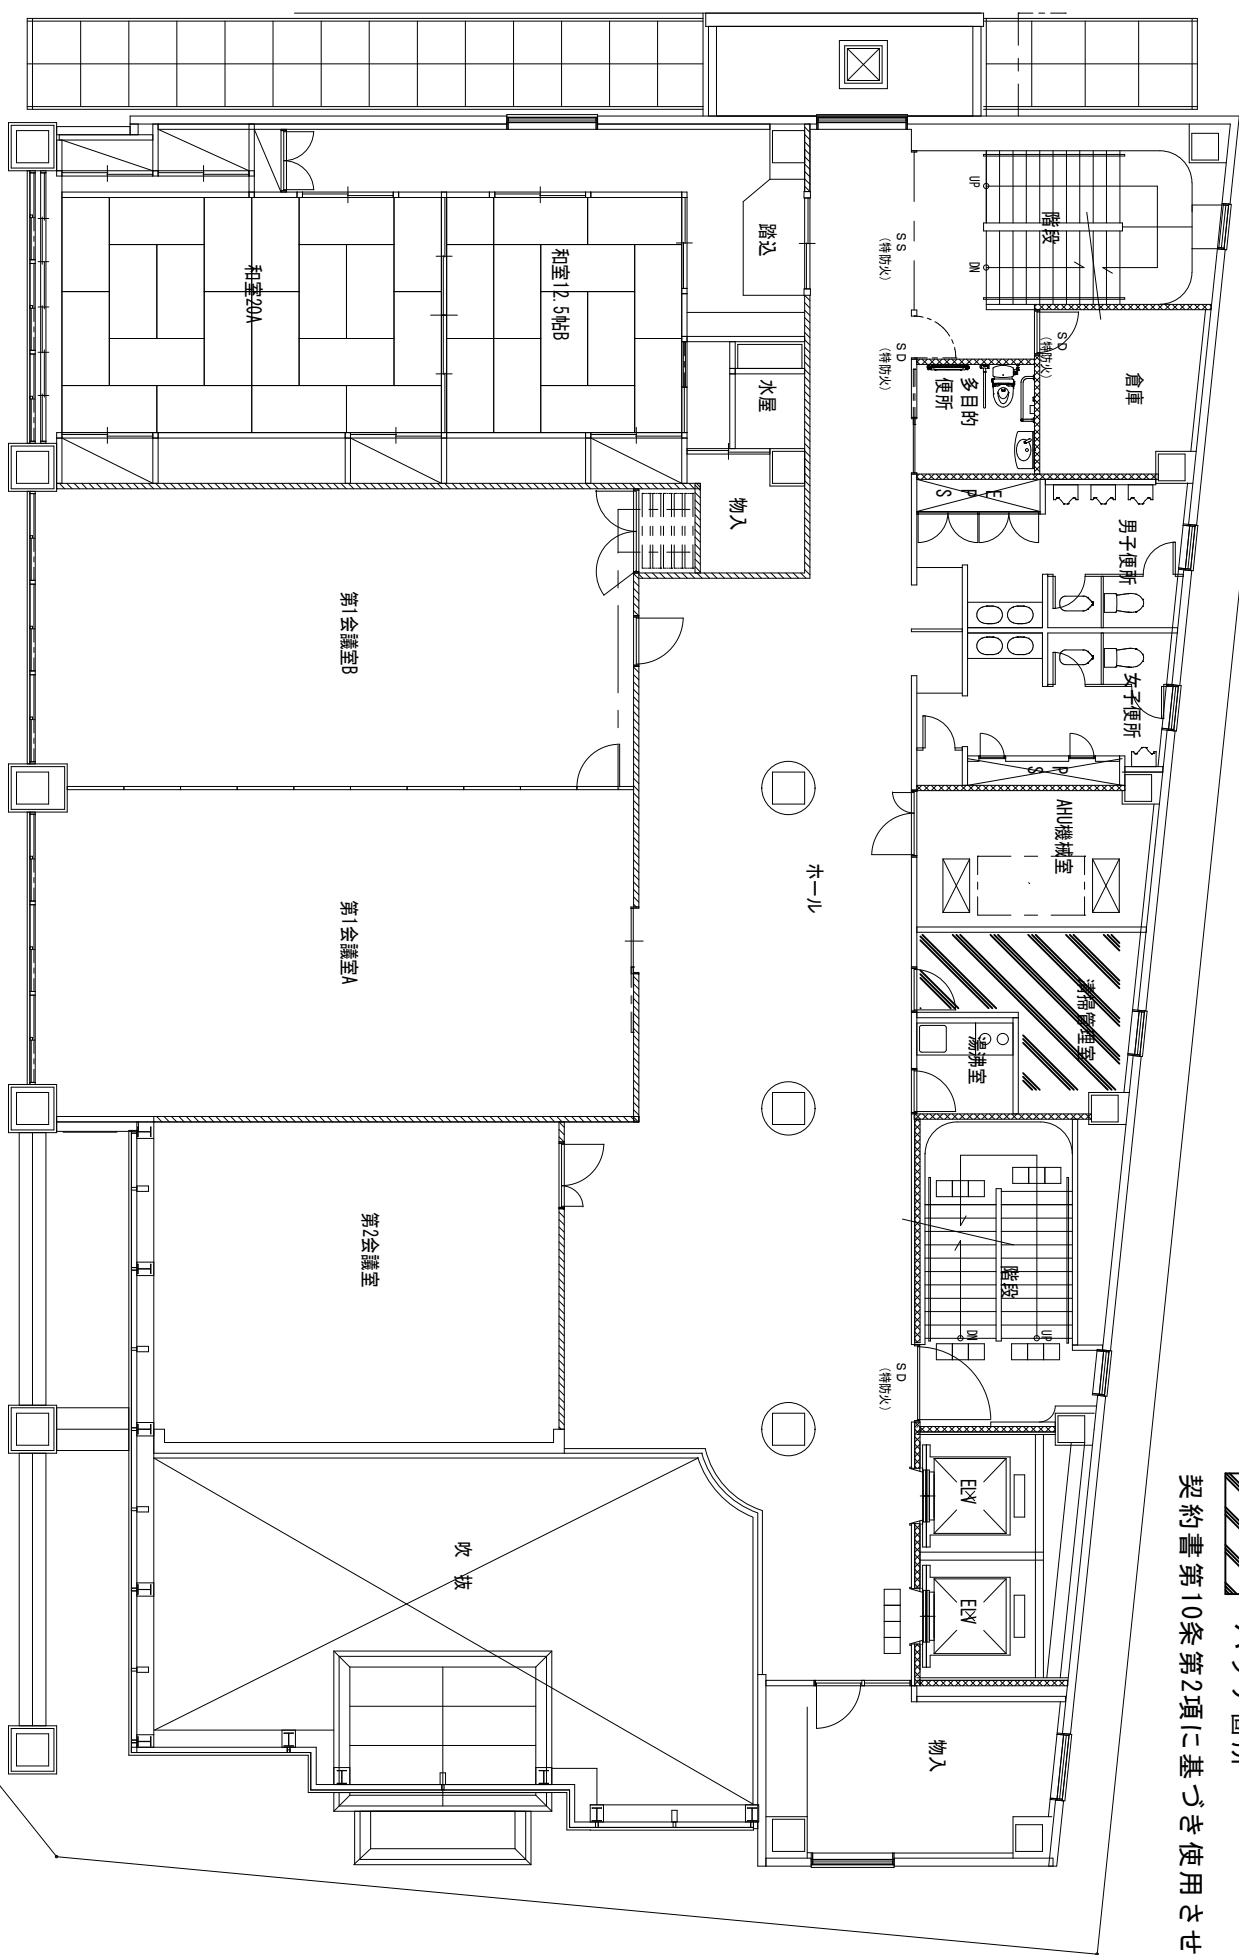 ハッチ箇所
契約書第10条第2項に基づき使用させ
階段
UP
DN
SS
(特防火)
SD
(特防火)
SD
(特防火)
倉庫
多目的
便所
EPS
男子便所
女子便所
PS
AHU機械室
清掃管理室
湯沸室
階段
UP
DN
SD
(特防火)
ELV
ELV
物入
踏込
水屋
物入
ホール
和室12.5帖B
和室20A
第1会議室B
第1会議室A
第2会議室
吹抜